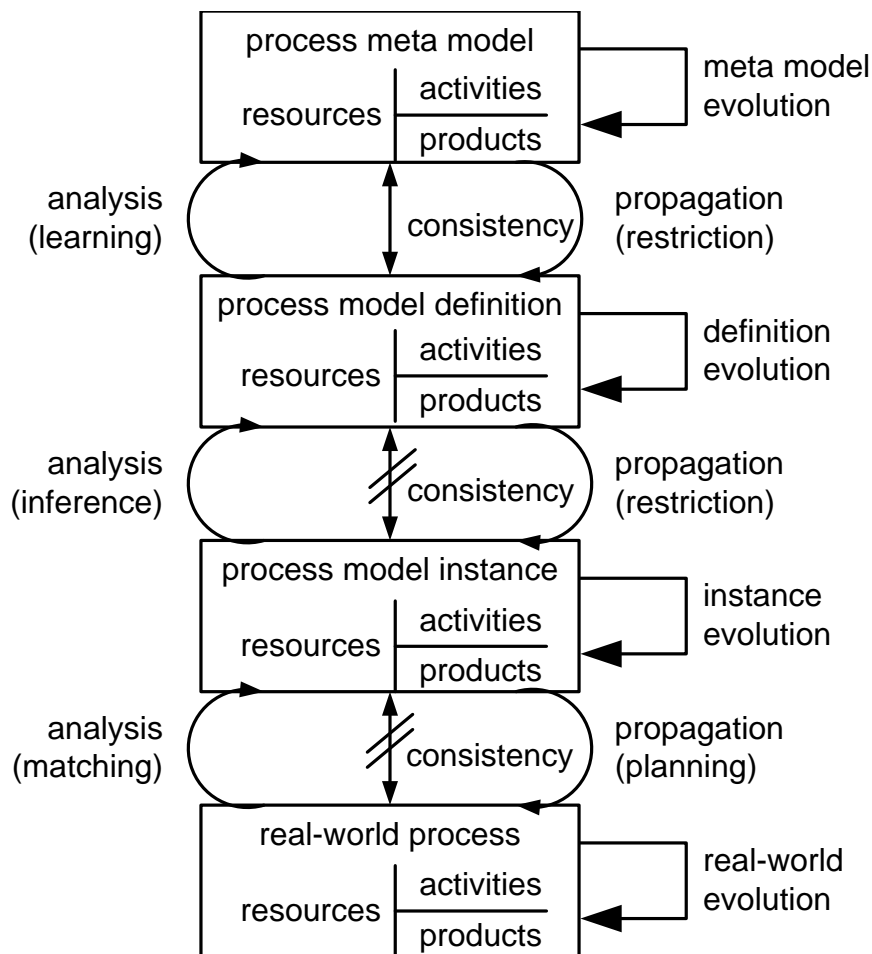 process meta model
resources
activities
products
meta model
evolution
analysis
(learning)
consistency
propagation
(restriction)
process model definition
resources
activities
products
definition
evolution
analysis
(inference)
consistency
propagation
(restriction)
process model instance
resources
activities
products
instance
evolution
analysis
(matching)
consistency
propagation
(planning)
real-world process
resources
activities
products
real-world
evolution